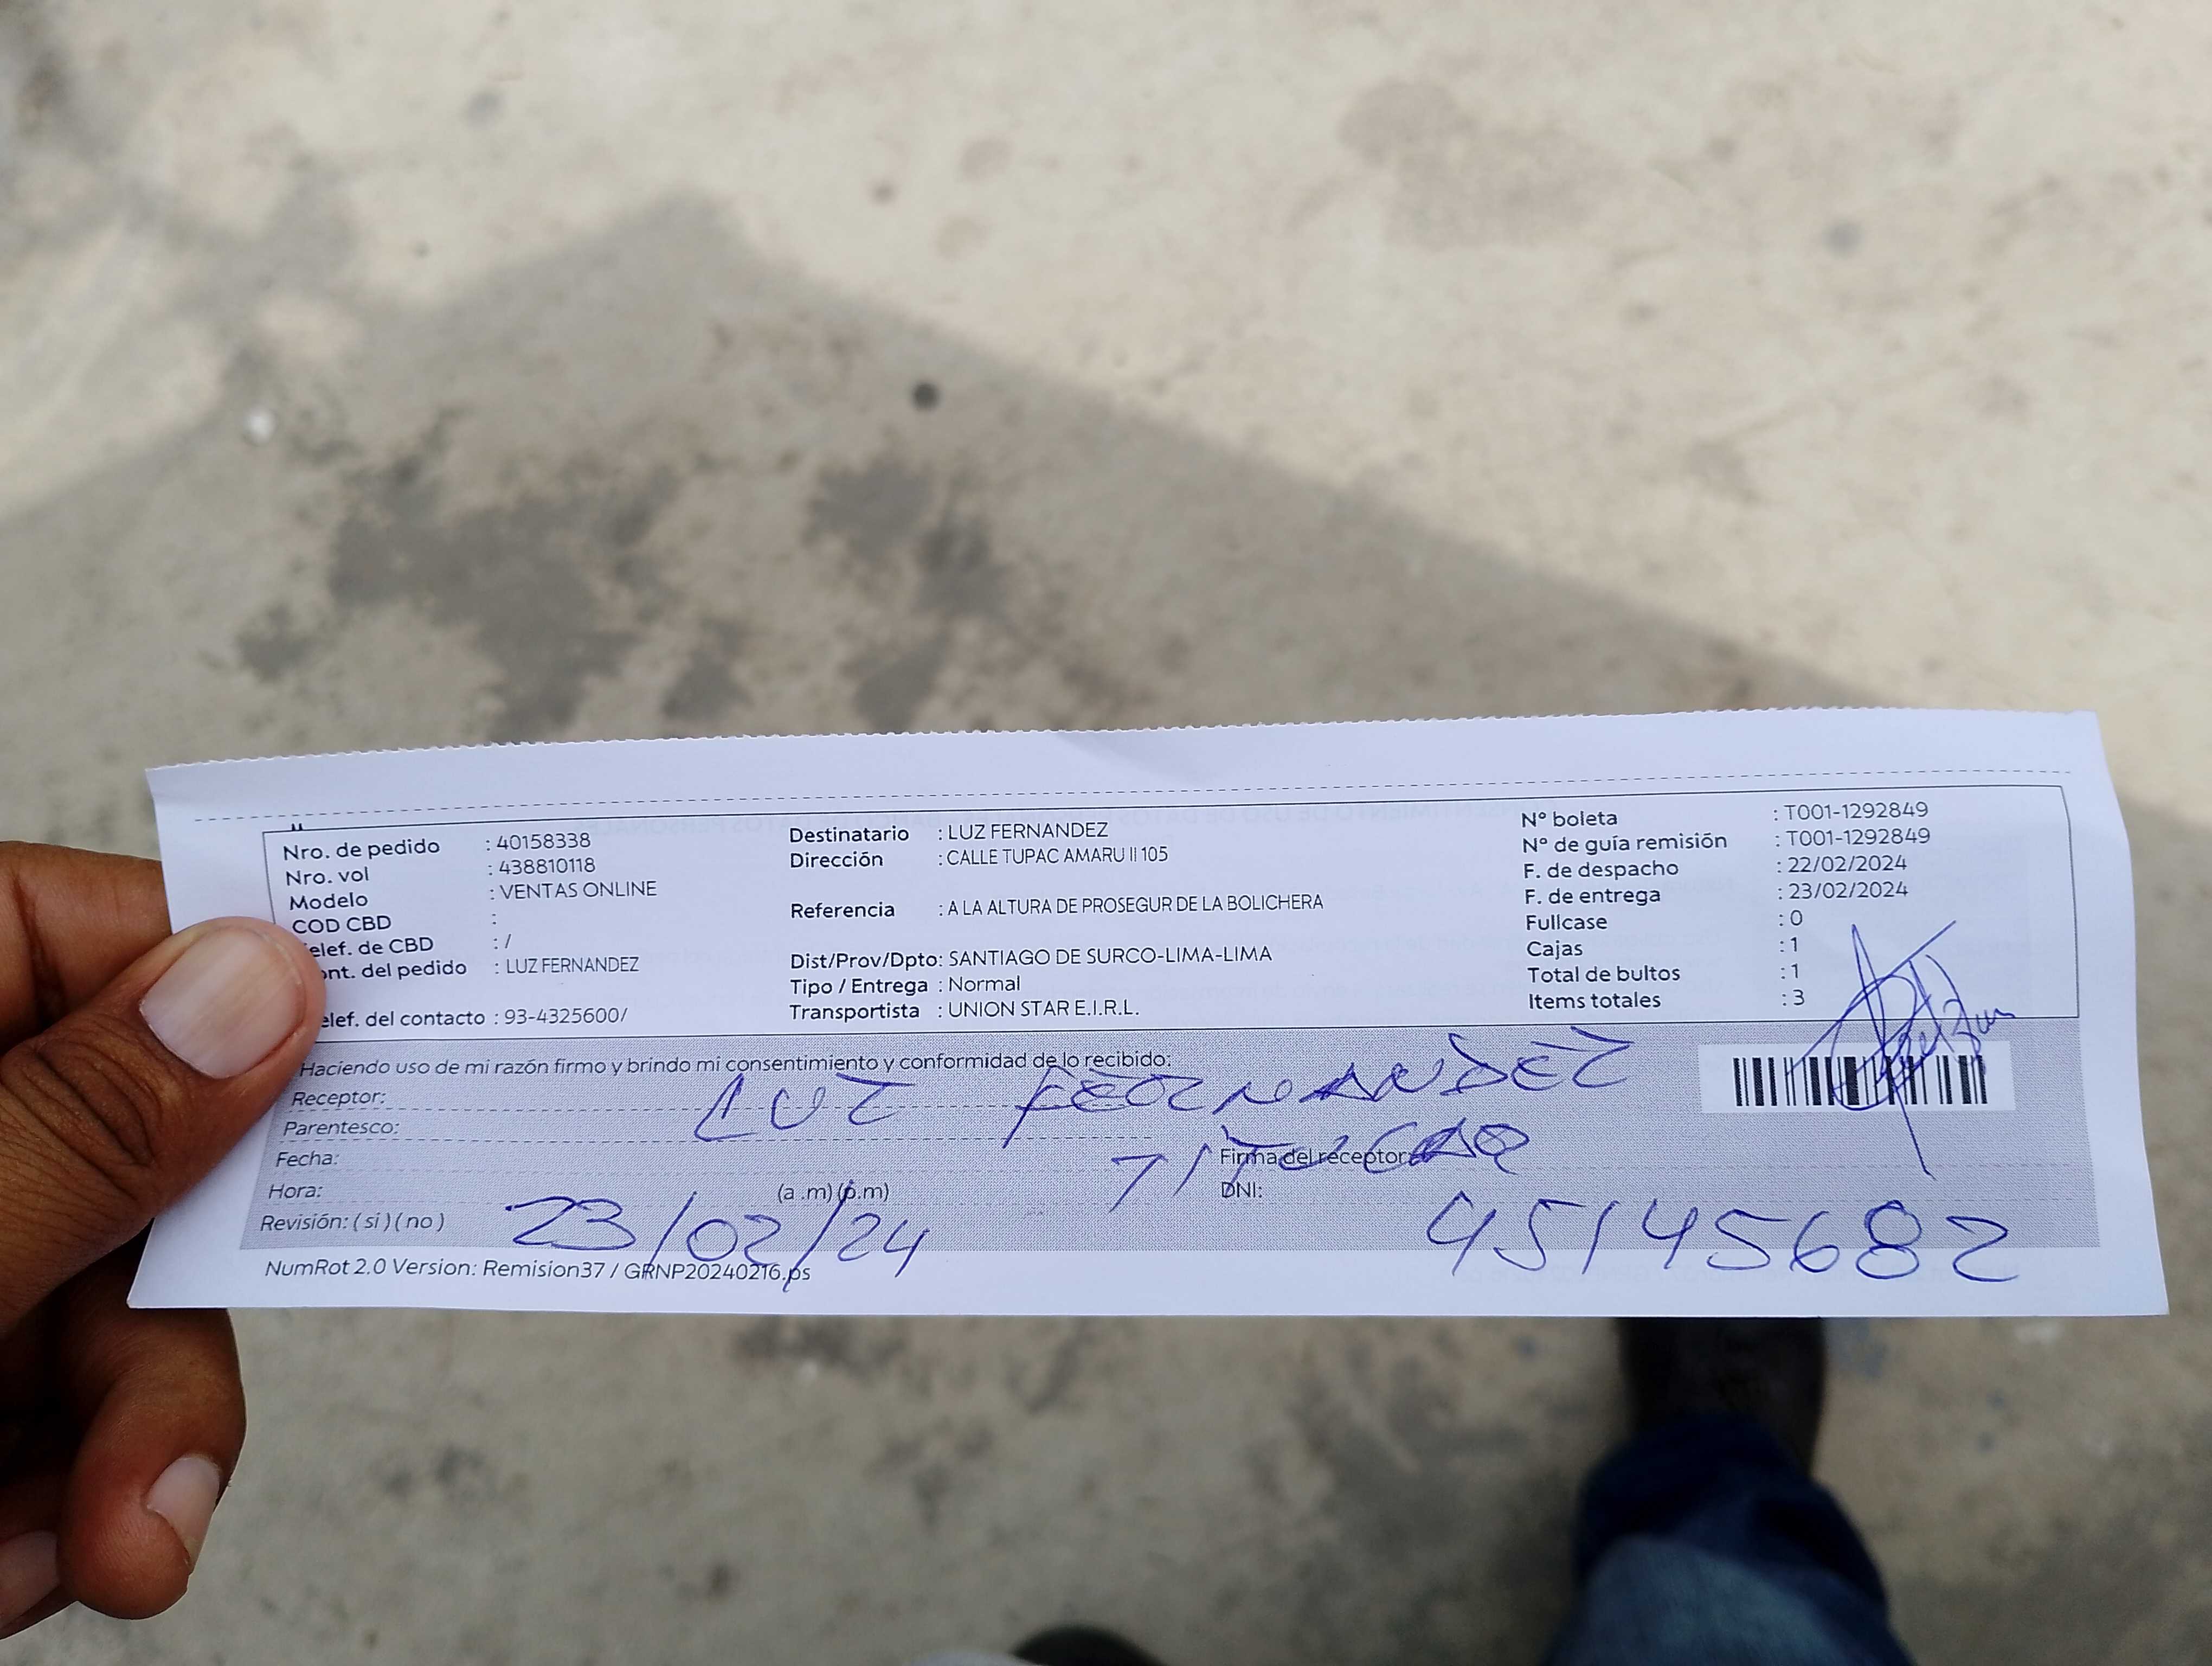 Nro. de pedido : 40158338
Nro. vol : 438810118
Modelo : VENTAS ONLINE
COD CBD :
elef. de CBD : /
ont. del pedido : LUZ FERNANDEZ
elef. del contacto : 93-4325600/
Destinatario : LUZ FERNANDEZ
Dirección : CALLE TUPAC AMARU II 105
Referencia : A LA ALTURA DE PROSEGUR DE LA BOLICHERA
Dist/Prov/Dpto: SANTIAGO DE SURCO-LIMA-LIMA
Tipo / Entrega : Normal
Transportista : UNION STAR E.I.R.L.
N° boleta : T001-1292849
N° de guía remisión : T001-1292849
F. de despacho : 22/02/2024
F. de entrega : 23/02/2024
Fullcase : 0
Cajas : 1
Total de bultos : 1
Items totales : 3
Haciendo uso de mi razón firmo y brindo mi consentimiento y conformidad de lo recibido:
Receptor: LUZ FERNANDEZ
Parentesco:
TITULAR
Fecha: Firma del receptor:
Hora: (a .m) (p.m) DNI:
Revisión: ( si ) ( no ) 23/02/24 45145682
NumRot 2.0 Version: Remision37 / GRNP20240216.ps